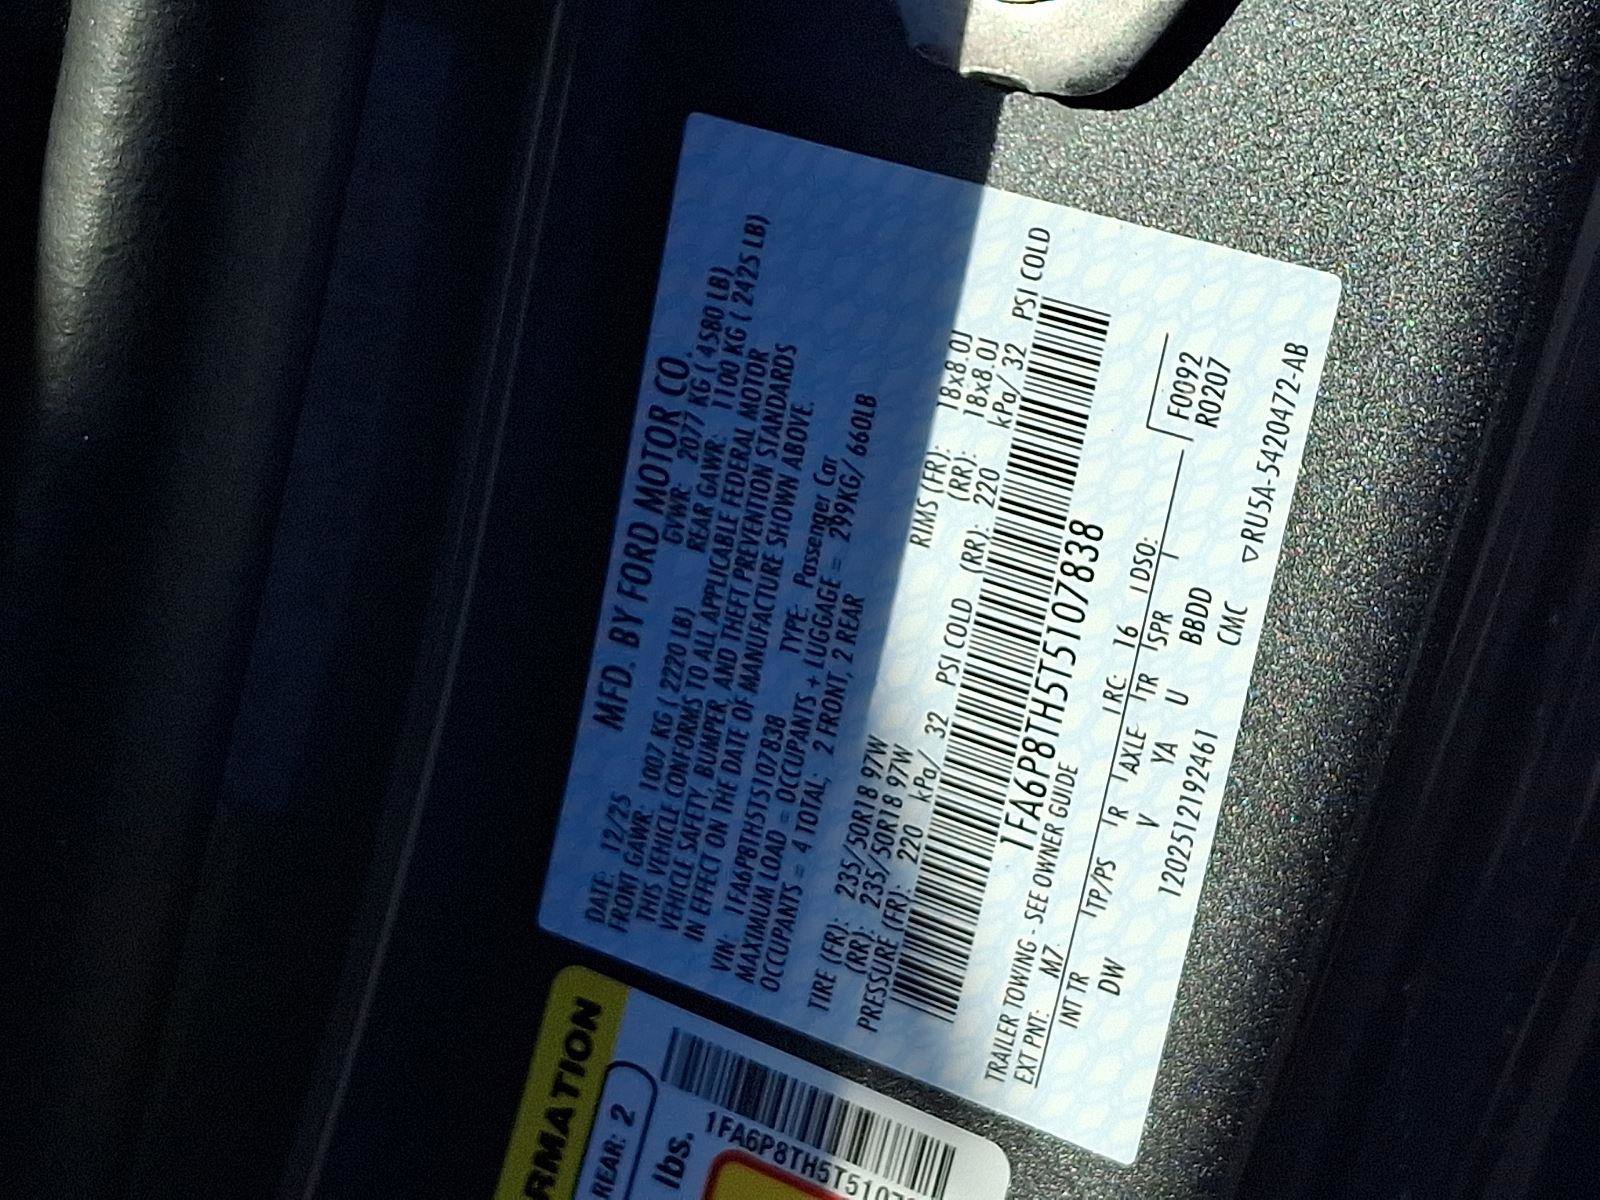 MFD. BY FORD MOTOR CO.
DATE: 12/25 GVWR: 2077 KG ( 4580 LB)
FRONT GAWR: 1007 KG ( 2220 LB) REAR GAWR: 1100 KG ( 2425 LB)
THIS VEHICLE CONFORMS TO ALL APPLICABLE FEDERAL MOTOR
VEHICLE SAFETY, BUMPER, AND THEFT PREVENTION STANDARDS
IN EFFECT ON THE DATE OF MANUFACTURE SHOWN ABOVE.
VIN: 1FA6P8TH5T5107838 TYPE: Passenger Car
MAXIMUM LOAD = OCCUPANTS + LUGGAGE = 299KG/ 660LB
OCCUPANTS = 4 TOTAL, 2 FRONT, 2 REAR
TIRE (FR): 235/50R18 97W RIMS (FR): 18x8.0J
(RR): 235/50R18 97W (RR): 18x8.0J
PRESSURE (FR): 220 kPa/ 32 PSI COLD (RR): 220 kPa/ 32 PSI COLD
1FA6P8TH5T5107838
TRAILER TOWING - SEE OWNER GUIDE
EXT PNT: M7 RC: 16 DSO: F0092
INT TR TP/PS R AXLE TR SPR R0207
DW V YA U BBDD
1202512192461 CMC
▽RU5A-5420472-AB
RMATION
REAR: 2
lbs.
1FA6P8TH5T5107